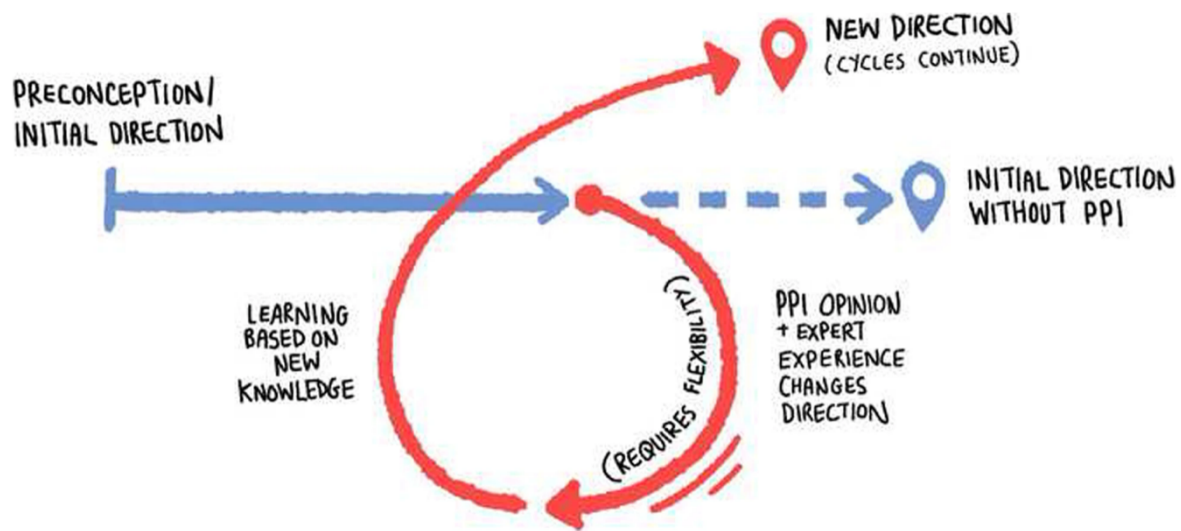 PRECONCEPTION/
INITIAL DIRECTION
NEW DIRECTION
(CYCLES CONTINUE)
INITIAL DIRECTION
WITHOUT PPI
PPI OPINION
+ EXPERT
EXPERIENCE
CHANGES
DIRECTION
(REQUIRES FLEXIBILITY)
LEARNING
BASED ON
NEW
KNOWLEDGE